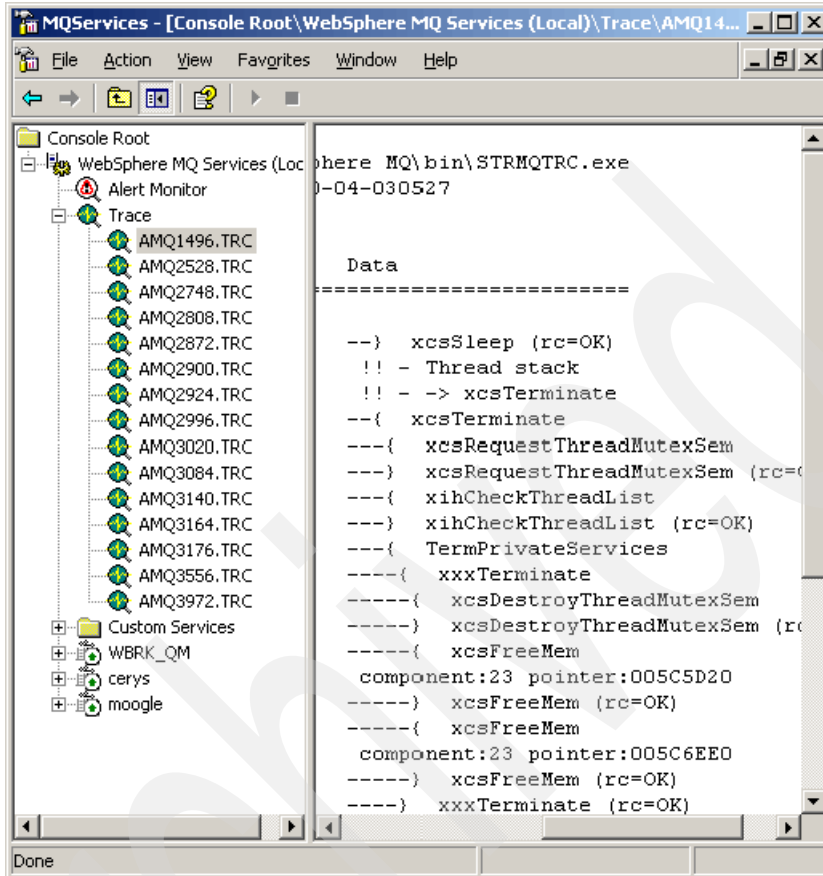 MQServices - [Console Root\WebSphere MQ Services (Local)\Trace\AMQ14...
File Action View Favorites Window Help
Console Root
WebSphere MQ Services (Loc
Alert Monitor
Trace
AMQ1496.TRC
AMQ2528.TRC
AMQ2748.TRC
AMQ2808.TRC
AMQ2872.TRC
AMQ2900.TRC
AMQ2924.TRC
AMQ2996.TRC
AMQ3020.TRC
AMQ3084.TRC
AMQ3140.TRC
AMQ3164.TRC
AMQ3176.TRC
AMQ3556.TRC
AMQ3972.TRC
Custom Services
WBRK_QM
cerys
moogle
phere MQ\bin\STRMQTRC.exe
0-04-030527
Data
=========================
--} xcsSleep (rc=OK)
!! - Thread stack
!! - -> xcsTerminate
--{ xcsTerminate
---{ xcsRequestThreadMutexSem
---} xcsRequestThreadMutexSem (rc=
---{ xihCheckThreadList
---} xihCheckThreadList (rc=OK)
---{ TermPrivateServices
----{ xxxTerminate
-----{ xcsDestroyThreadMutexSem
-----} xcsDestroyThreadMutexSem (rc
-----{ xcsFreeMem
component:23 pointer:005C5D20
-----} xcsFreeMem (rc=OK)
-----{ xcsFreeMem
component:23 pointer:005C6EE0
-----} xcsFreeMem (rc=OK)
----} xxxTerminate (rc=OK)
Done